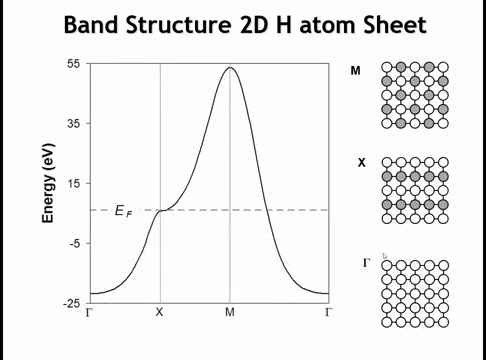 Band Structure 2D H atom Sheet
55
35
15
-5
-25
Energy (eV)
E F
Γ X M Γ
M
X
Γ